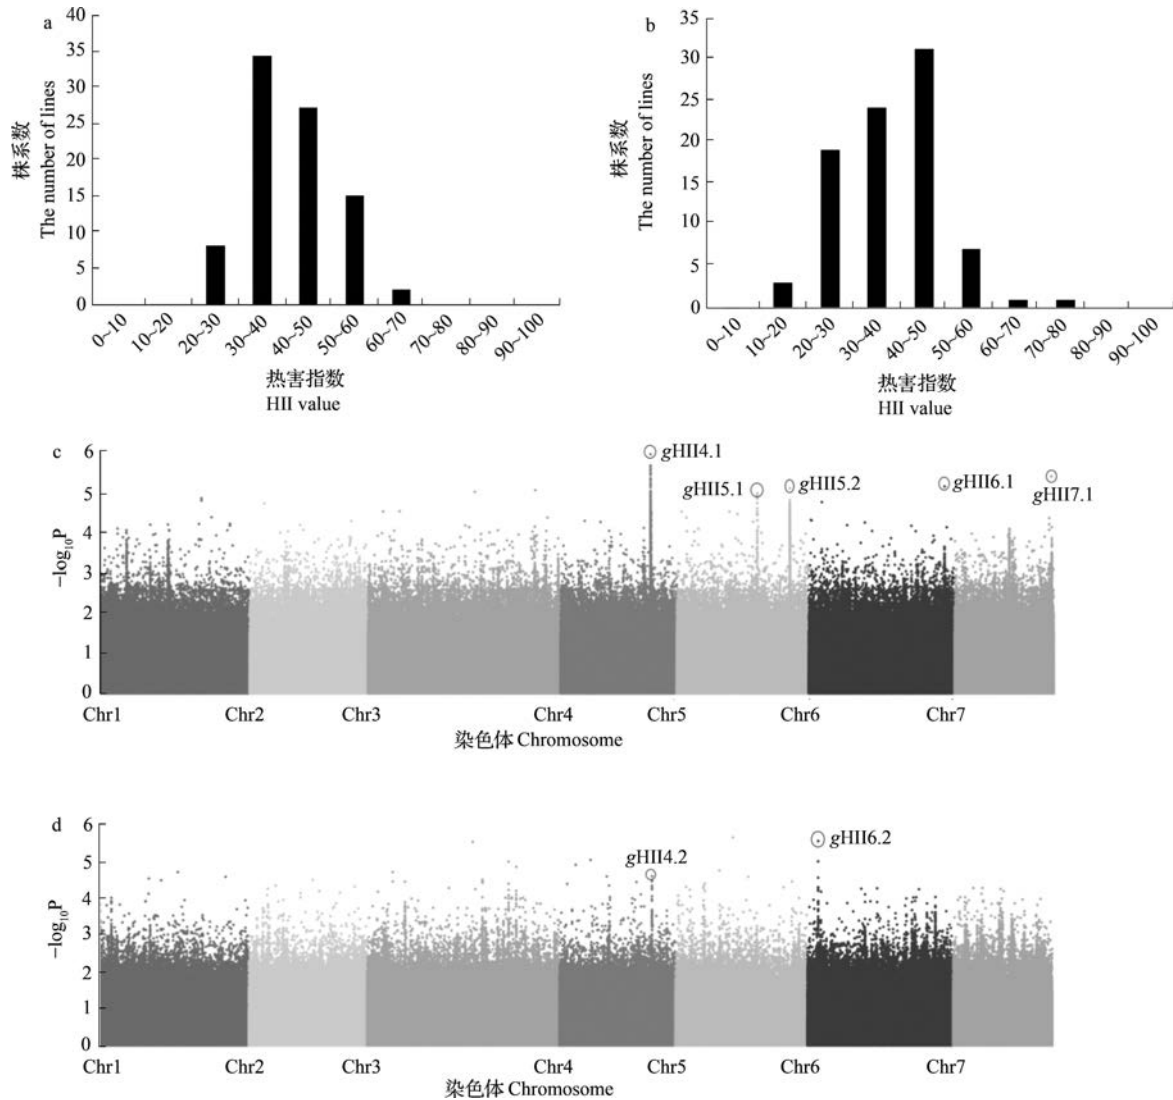 a
40
35
30
25
20
15
10
5
0
株系数
The number of lines
0~10
10~20
20~30
30~40
40~50
50~60
60~70
70~80
80~90
90~100
热害指数
HII value
b
35
30
25
20
15
10
5
0
株系数
The number of lines
0~10
10~20
20~30
30~40
40~50
50~60
60~70
70~80
80~90
90~100
热害指数
HII value
c
6
5
4
3
2
1
0
−log10P
gHII4.1
gHII5.1
gHII5.2
gHII6.1
gHII7.1
Chr1
Chr2
Chr3
Chr4
Chr5
Chr6
Chr7
染色体 Chromosome
d
6
5
4
3
2
1
0
−log10P
gHII4.2
gHII6.2
Chr1
Chr2
Chr3
Chr4
Chr5
Chr6
Chr7
染色体 Chromosome